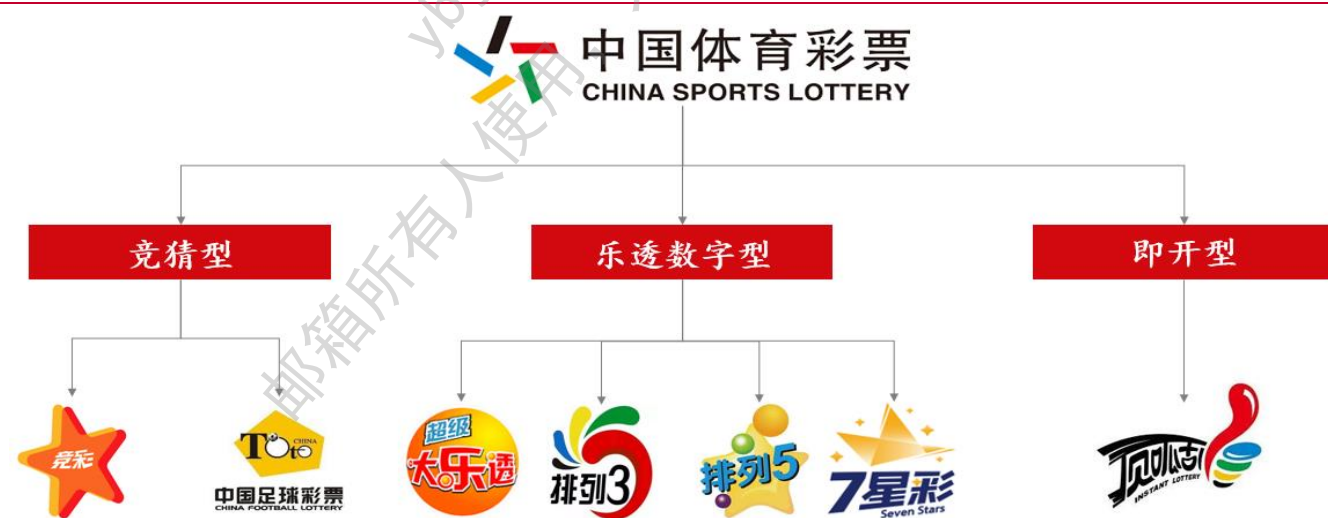 中国体育彩票
CHINA SPORTS LOTTERY
竞猜型
乐透数字型
即开型
竞彩
CHINA
Toto
中国足球彩票
CHINA FOOTBALL LOTTERY
超级
大乐透
排列3
排列5
7星彩
Seven Stars
顶呱刮
INSTANT LOTTERY
邮箱所有人使用
yb